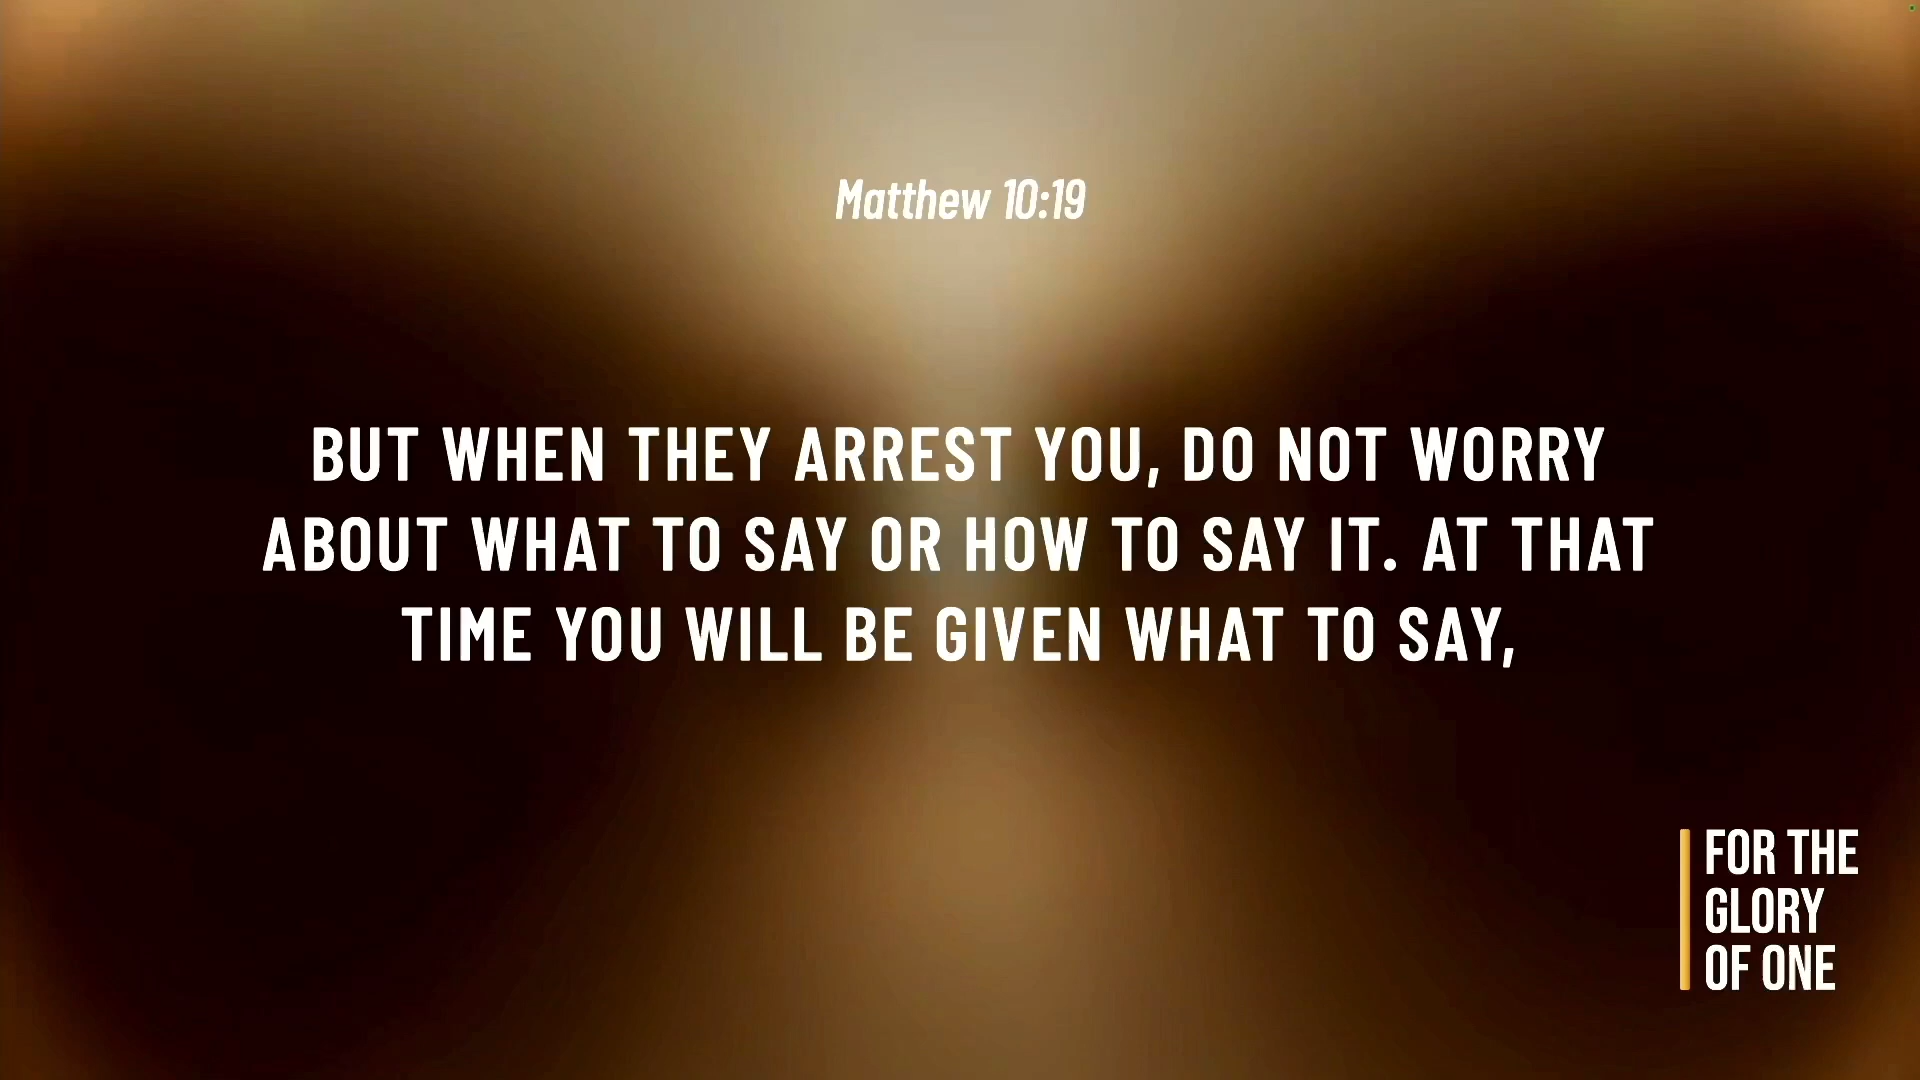 Matthew 10:19
BUT WHEN THEY ARREST YOU, DO NOT WORRY
ABOUT WHAT TO SAY OR HOW TO SAY IT. AT THAT
TIME YOU WILL BE GIVEN WHAT TO SAY,
FOR THE
GLORY
OF ONE